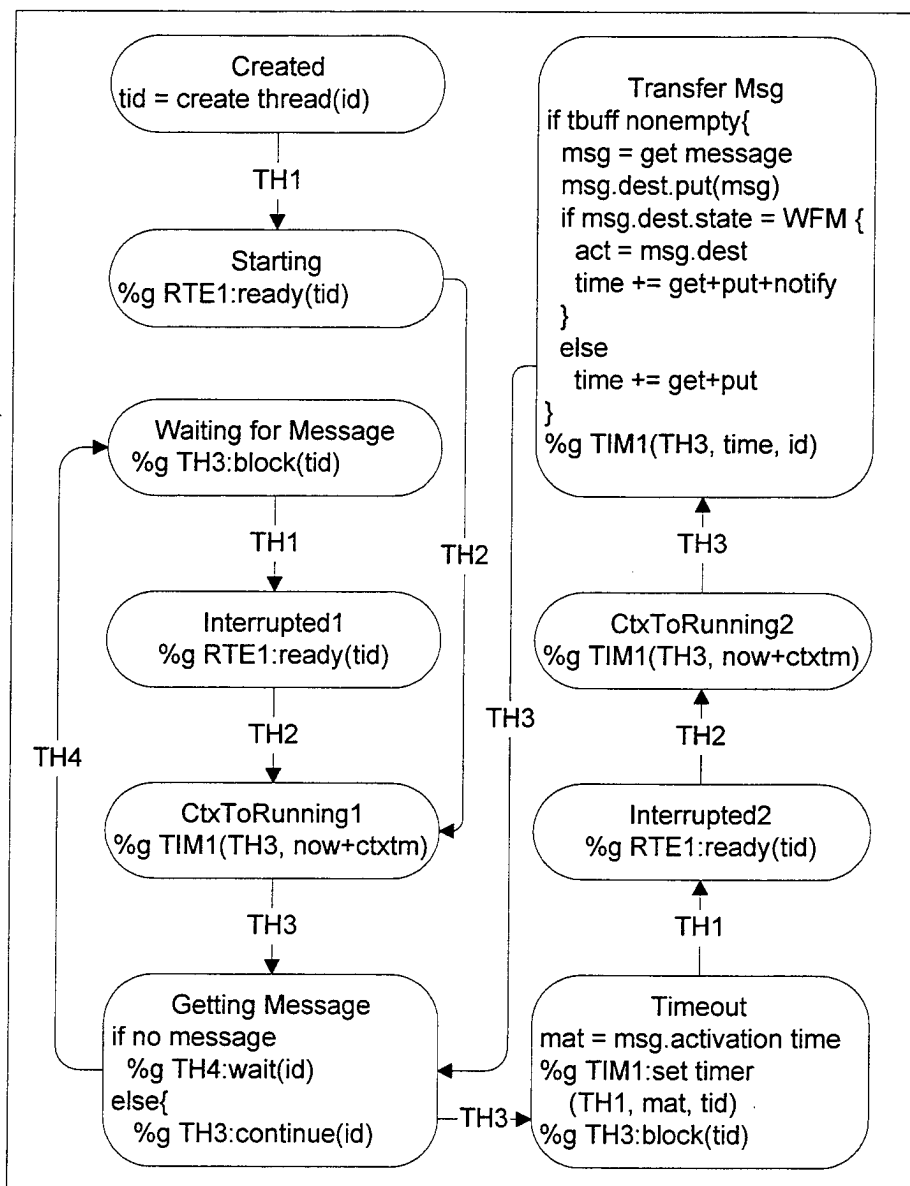 Created
tid = create thread(id)
TH1
Starting
%g RTE1:ready(tid)
TH2
Waiting for Message
%g TH3:block(tid)
TH1
Interrupted1
%g RTE1:ready(tid)
TH2
TH4
CtxToRunning1
%g TIM1(TH3, now+ctxtm)
TH3
Getting Message
if no message
%g TH4:wait(id)
else{
%g TH3:continue(id)
TH3
Transfer Msg
if tbuff nonempty{
msg = get message
msg.dest.put(msg)
if msg.dest.state = WFM {
act = msg.dest
time += get+put+notify
}
else
time += get+put
}
%g TIM1(TH3, time, id)
TH3
TH3
CtxToRunning2
%g TIM1(TH3, now+ctxtm)
TH2
Interrupted2
%g RTE1:ready(tid)
TH1
Timeout
mat = msg.activation time
%g TIM1:set timer
(TH1, mat, tid)
%g TH3:block(tid)